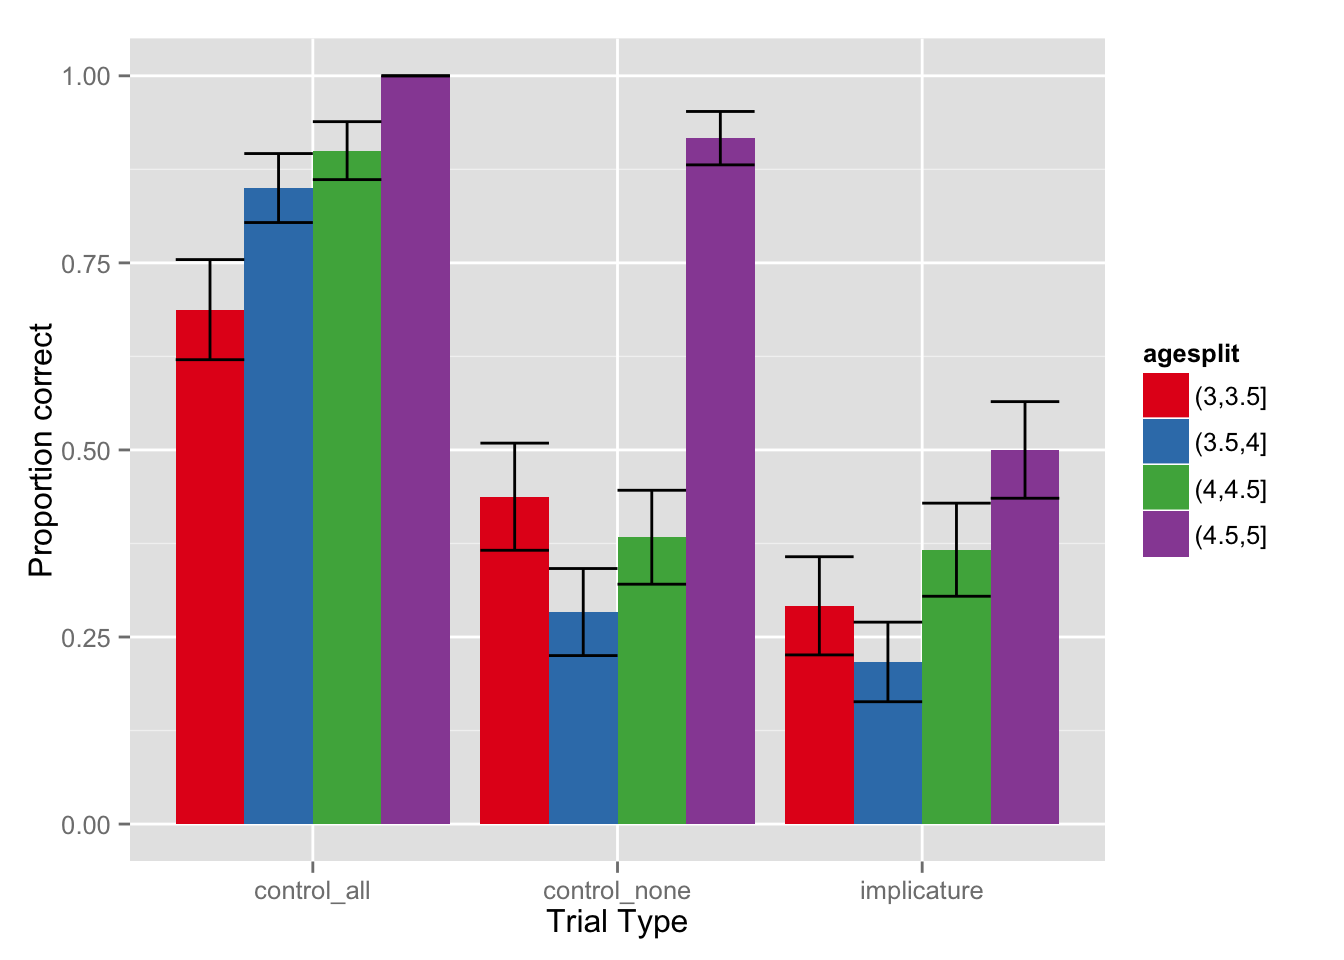 1.00
0.75
0.50
0.25
0.00
Proportion correct
control_all
control_none
implicature
Trial Type
agesplit
(3,3.5]
(3.5,4]
(4,4.5]
(4.5,5]